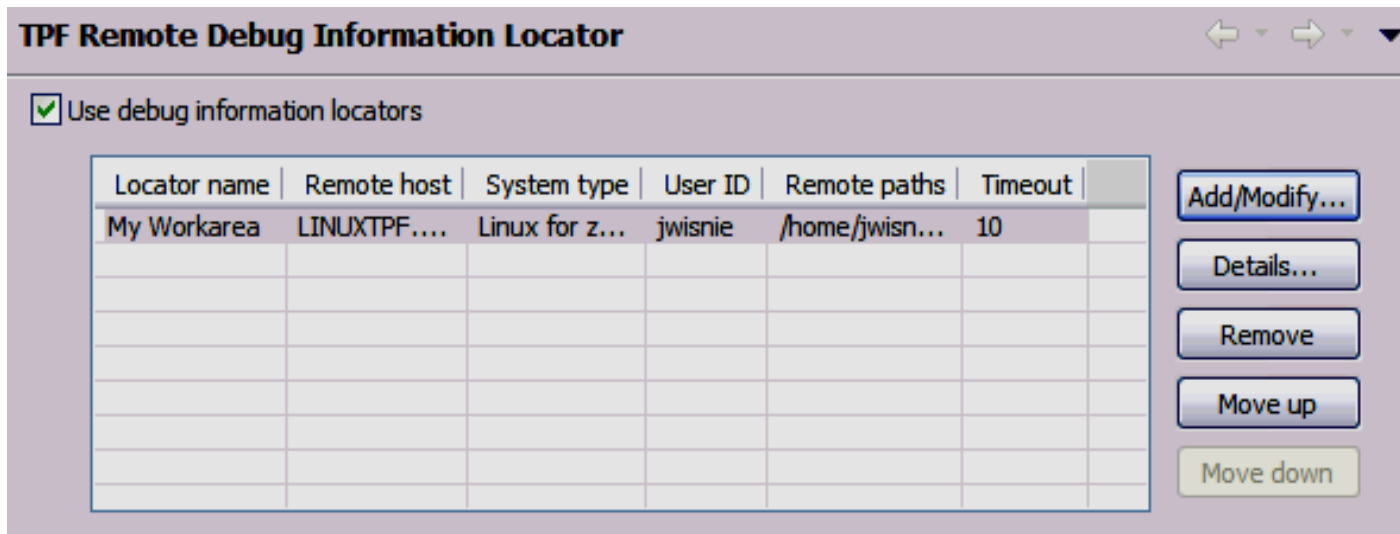 TPF Remote Debug Information Locator
Use debug information locators
Locator name Remote host System type User ID Remote paths Timeout
My Workarea LINUXTPF.... Linux for z... jwisnie /home/jwisn... 10
Add/Modify...
Details...
Remove
Move up
Move down